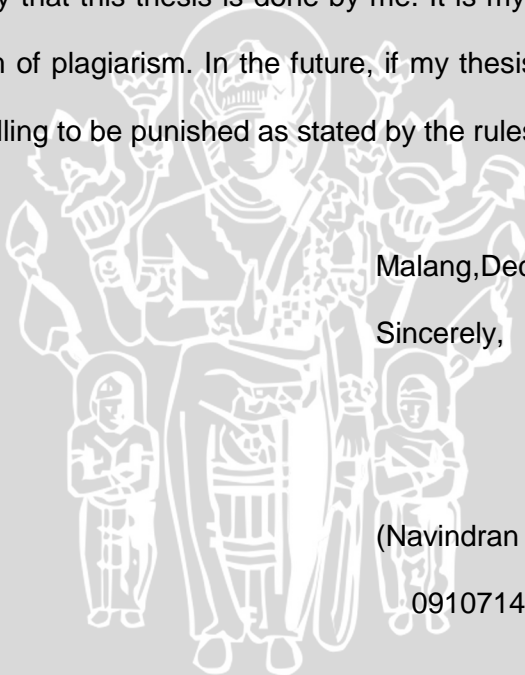 that this thesis is done by me. It is my
of plagiarism. In the future, if my thesis
to be punished as stated by the rules
Malang,Dec
Sincerely,
(Navindran
0910714